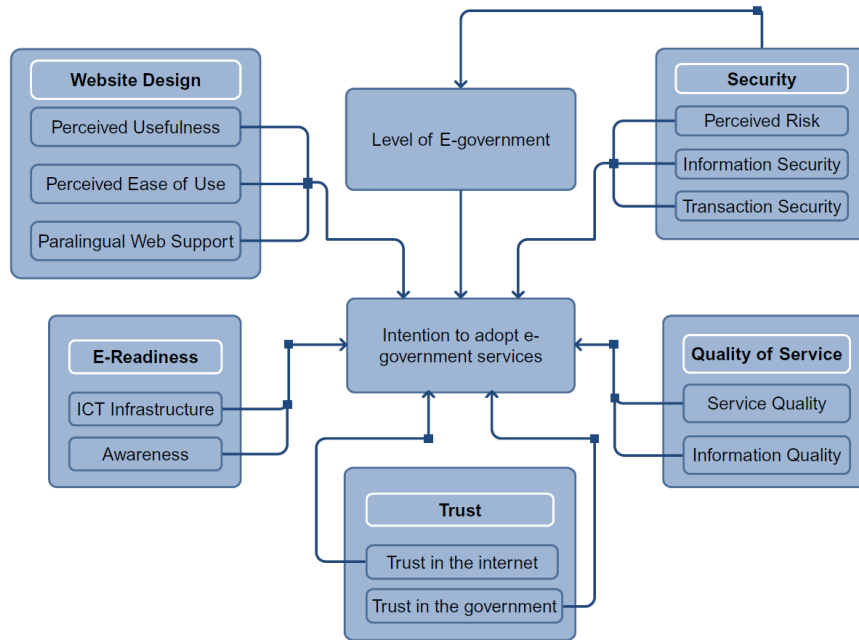 Website Design
Perceived Usefulness
Perceived Ease of Use
Paralingual Web Support
Level of E-government
Security
Perceived Risk
Information Security
Transaction Security
E-Readiness
ICT Infrastructure
Awareness
Intention to adopt e-
government services
Quality of Service
Service Quality
Information Quality
Trust
Trust in the internet
Trust in the government